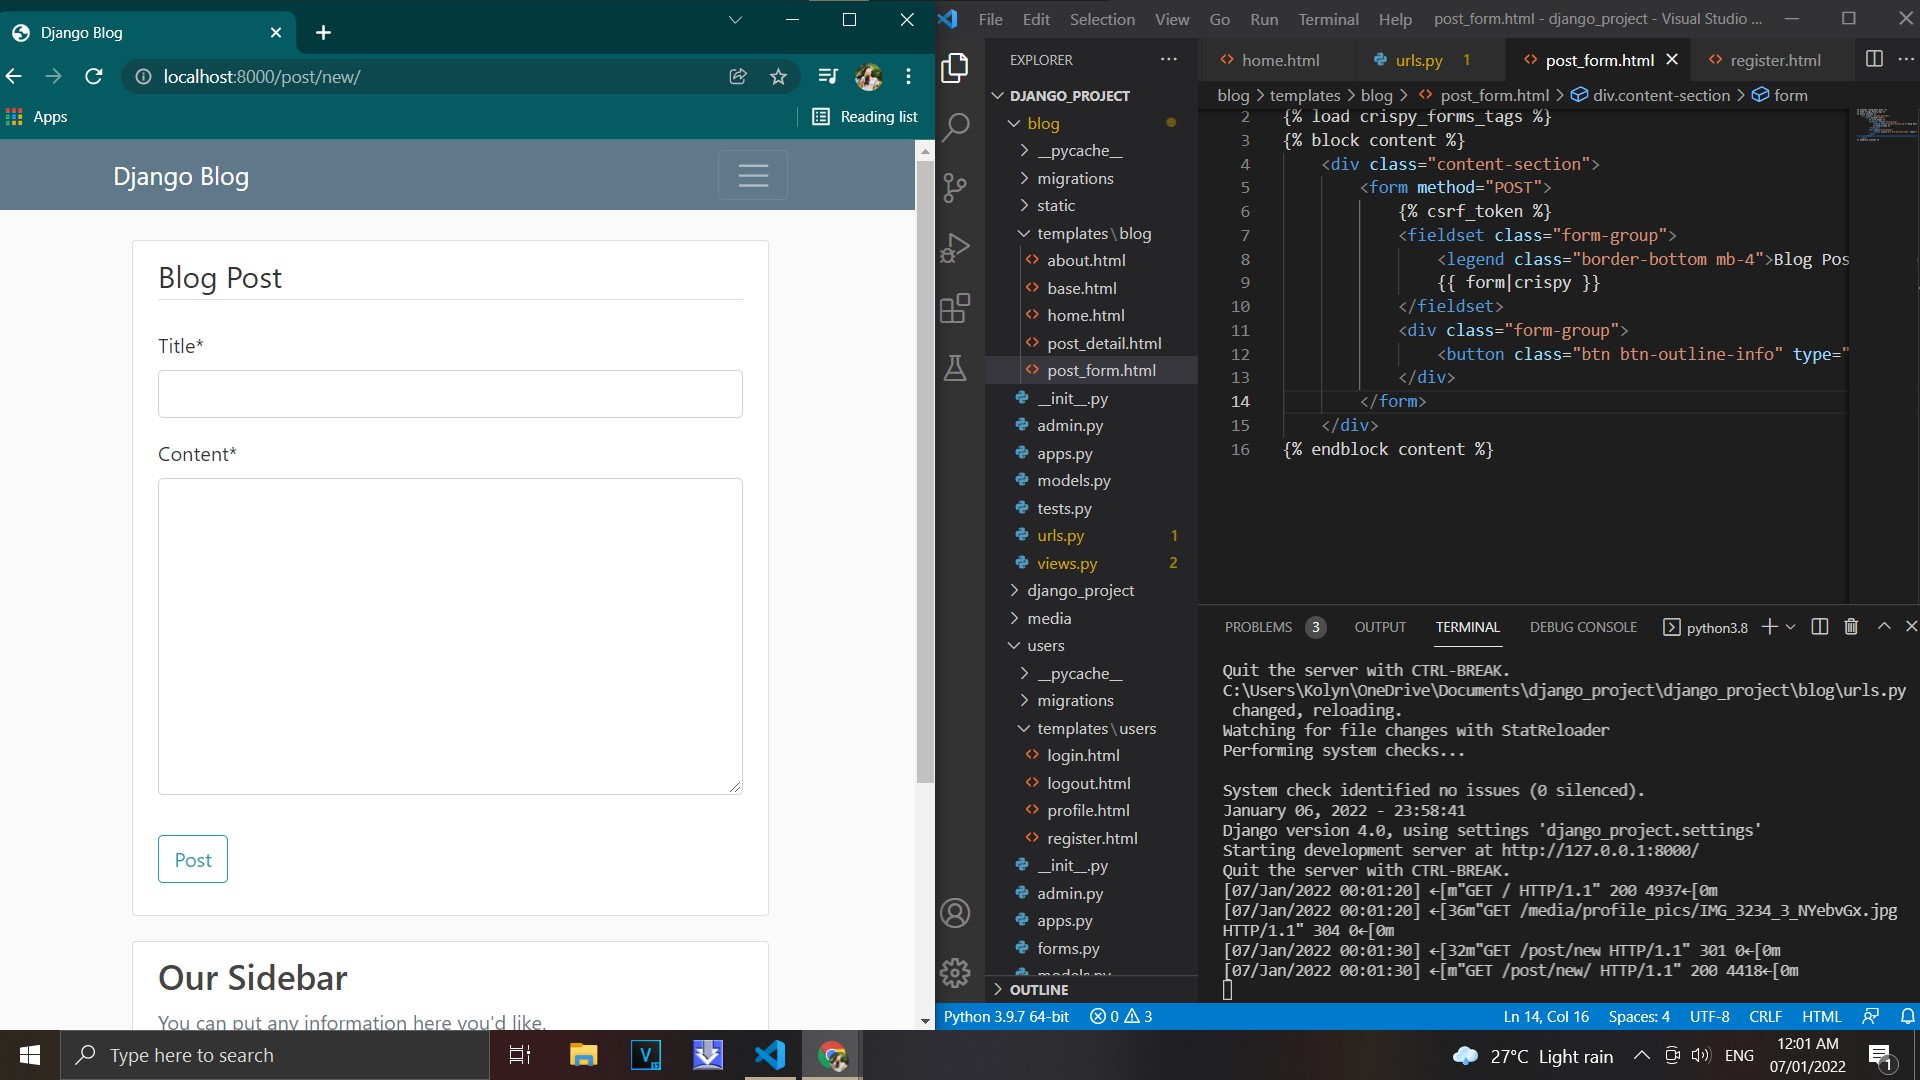 Django Blog
localhost:8000/post/new/
Apps
Reading list
Django Blog
Blog Post
Title*
Content*
Post
Our Sidebar
You can put any information here you'd like.
File Edit Selection View Go Run Terminal Help post_form.html - django_project - Visual Studio ...
EXPLORER
DJANGO_PROJECT
blog
__pycache__
migrations
static
templates\blog
about.html
base.html
home.html
post_detail.html
post_form.html
__init__.py
admin.py
apps.py
models.py
tests.py
urls.py 1
views.py 2
django_project
media
users
__pycache__
migrations
templates\users
login.html
logout.html
profile.html
register.html
__init__.py
admin.py
apps.py
forms.py
models.py
OUTLINE
home.html urls.py 1 post_form.html register.html
blog > templates > blog > post_form.html > div.content-section > form
2 {% load crispy_forms_tags %}
3 {% block content %}
4 <div class="content-section">
5 <form method="POST">
6 {% csrf_token %}
7 <fieldset class="form-group">
8 <legend class="border-bottom mb-4">Blog Pos
9 {{ form|crispy }}
10 </fieldset>
11 <div class="form-group">
12 <button class="btn btn-outline-info" type="
13 </div>
14 </form>
15 </div>
16 {% endblock content %}
PROBLEMS 3 OUTPUT TERMINAL DEBUG CONSOLE python3.8
Quit the server with CTRL-BREAK.
C:\Users\Kolyn\OneDrive\Documents\django_project\django_project\blog\urls.py
changed, reloading.
Watching for file changes with StatReloader
Performing system checks...
System check identified no issues (0 silenced).
January 06, 2022 - 23:58:41
Django version 4.0, using settings 'django_project.settings'
Starting development server at http://127.0.0.1:8000/
Quit the server with CTRL-BREAK.
[07/Jan/2022 00:01:20] ←[m"GET / HTTP/1.1" 200 4937←[0m
[07/Jan/2022 00:01:20] ←[36m"GET /media/profile_pics/IMG_3234_3_NYebvGx.jpg
HTTP/1.1" 304 0←[0m
[07/Jan/2022 00:01:30] ←[32m"GET /post/new HTTP/1.1" 301 0←[0m
[07/Jan/2022 00:01:30] ←[m"GET /post/new/ HTTP/1.1" 200 4418←[0m
Python 3.9.7 64-bit 0 3 Ln 14, Col 16 Spaces: 4 UTF-8 CRLF HTML
Type here to search
27°C Light rain
ENG
12:01 AM
07/01/2022
1